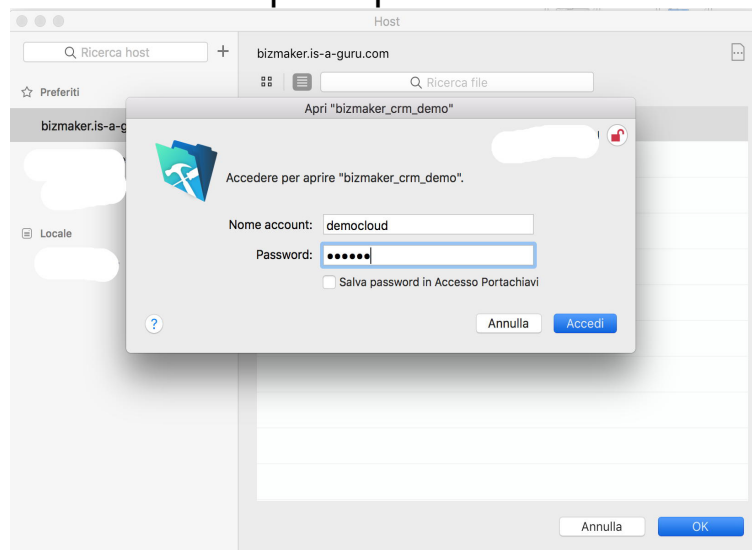 Host
Ricerca host
+
bizmaker.is-a-guru.com
Ricerca file
Preferiti
bizmaker.is-a-g
Locale
Apri "bizmaker_crm_demo"
Accedere per aprire "bizmaker_crm_demo".
Nome account: democloud
Password: ●●●●●●
Salva password in Accesso Portachiavi
?
Annulla
Accedi
Annulla
OK